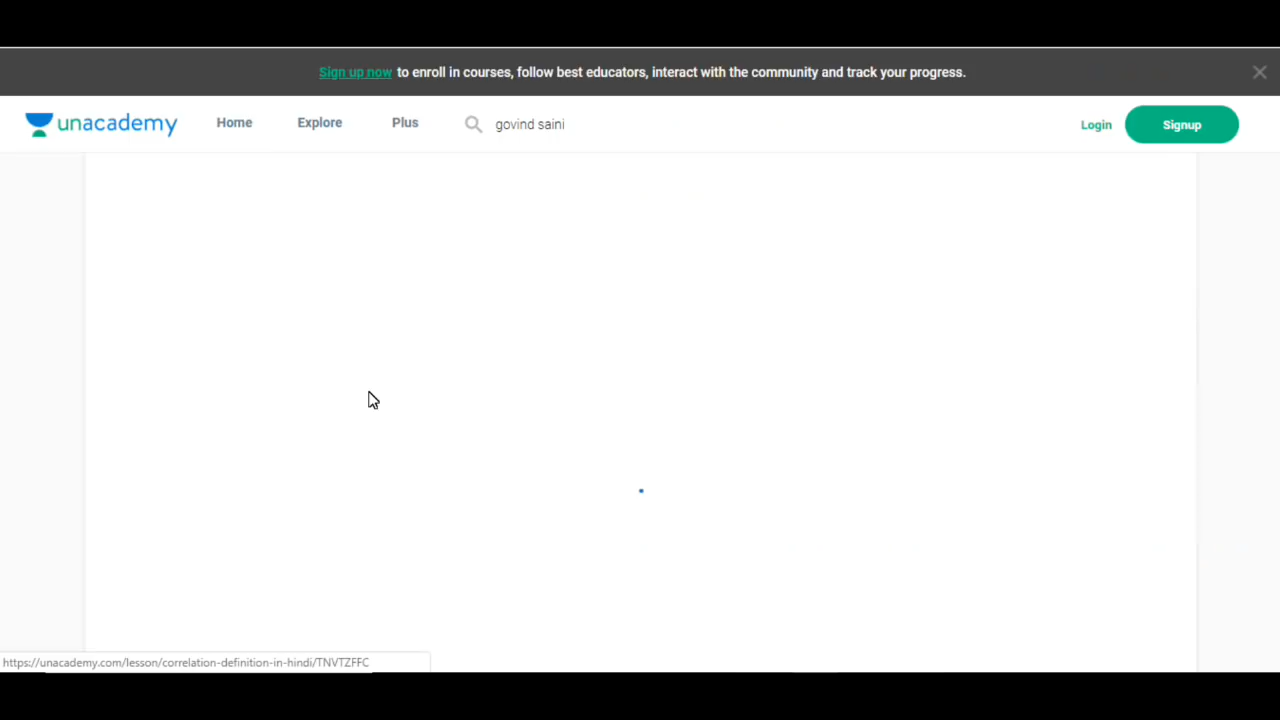 Sign up now to enroll in courses, follow best educators, interact with the community and track your progress.
unacademy Home Explore Plus govind saini Login Signup
https://unacademy.com/lesson/correlation-definition-in-hindi/TNVTZFFC